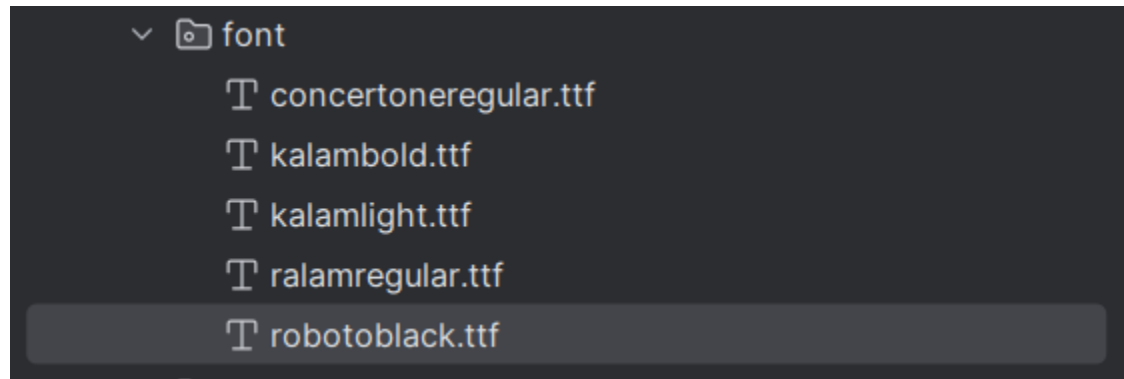 font
concertoneregular.ttf
kalambold.ttf
kalamlight.ttf
ralamregular.ttf
robotoblack.ttf